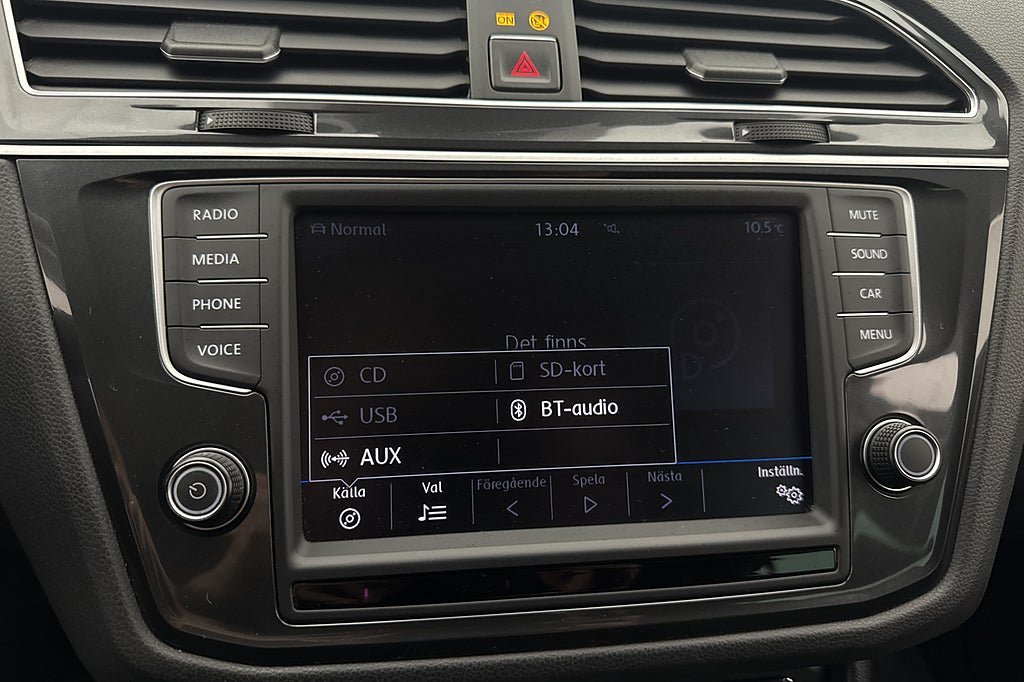 ON
RADIO
MEDIA
PHONE
VOICE
MUTE
SOUND
CAR
MENU
Normal 13:04 10.5°C
Det finns
CD SD-kort
USB BT-audio
AUX
Källa Val Föregående Spela Nästa Inställn.